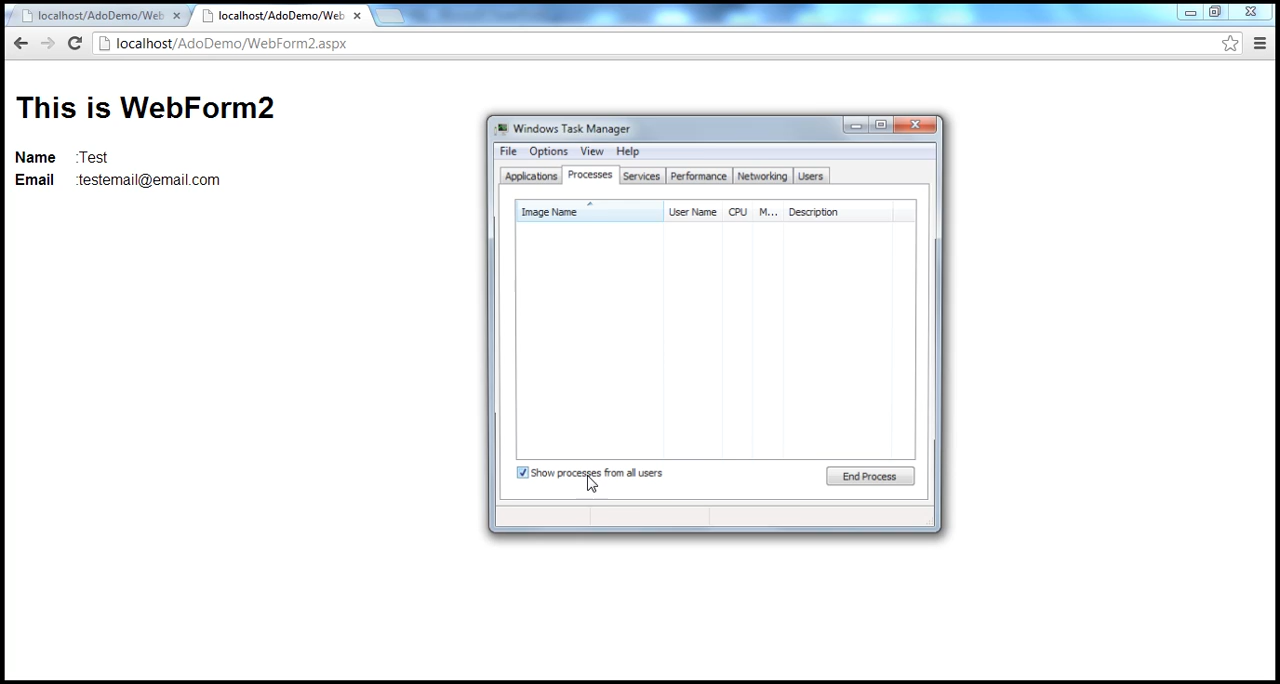 localhost/AdoDemo/Web
localhost/AdoDemo/Web
localhost/AdoDemo/WebForm2.aspx
This is WebForm2
Name :Test
Email :testemail@email.com
Windows Task Manager
File Options View Help
Applications Processes Services Performance Networking Users
Image Name User Name CPU M... Description
Show processes from all users
End Process